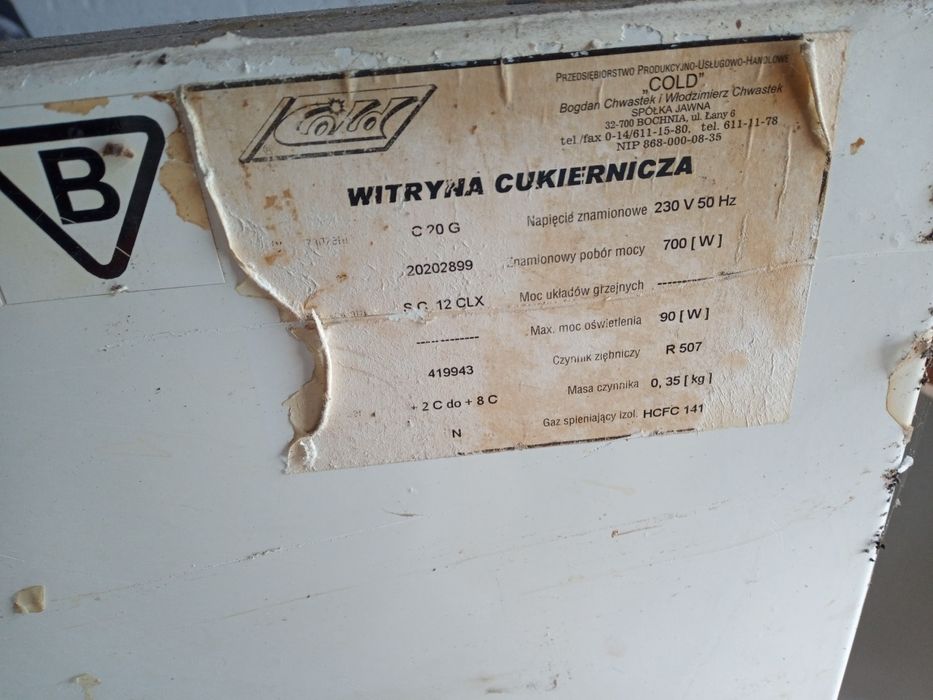 B
COLD
PRZEDSIĘBIORSTWO PRODUKCYJNO-USŁUGOWO-HANDLOWE
„COLD”
Bogdan Chwastek i Włodzimierz Chwastek
SPÓŁKA JAWNA
32-700 BOCHNIA, ul. Łany 6
tel/fax 0-14/611-15-80, tel. 611-11-78
NIP 868-000-08-35
WITRYNA CUKIERNICZA
C 20 G Napięcie znamionowe 230 V 50 Hz
20202899 Znamionowy pobór mocy 700 [ W ]
S.C. 12 CLX Moc układów grzejnych --------------
-------------- Max. moc oświetlenia 90 [ W ]
419943 Czynnik ziębniczy R 507
+ 2 C do + 8 C Masa czynnika 0, 35 [ kg ]
N Gaz spieniający izol. HCFC 141